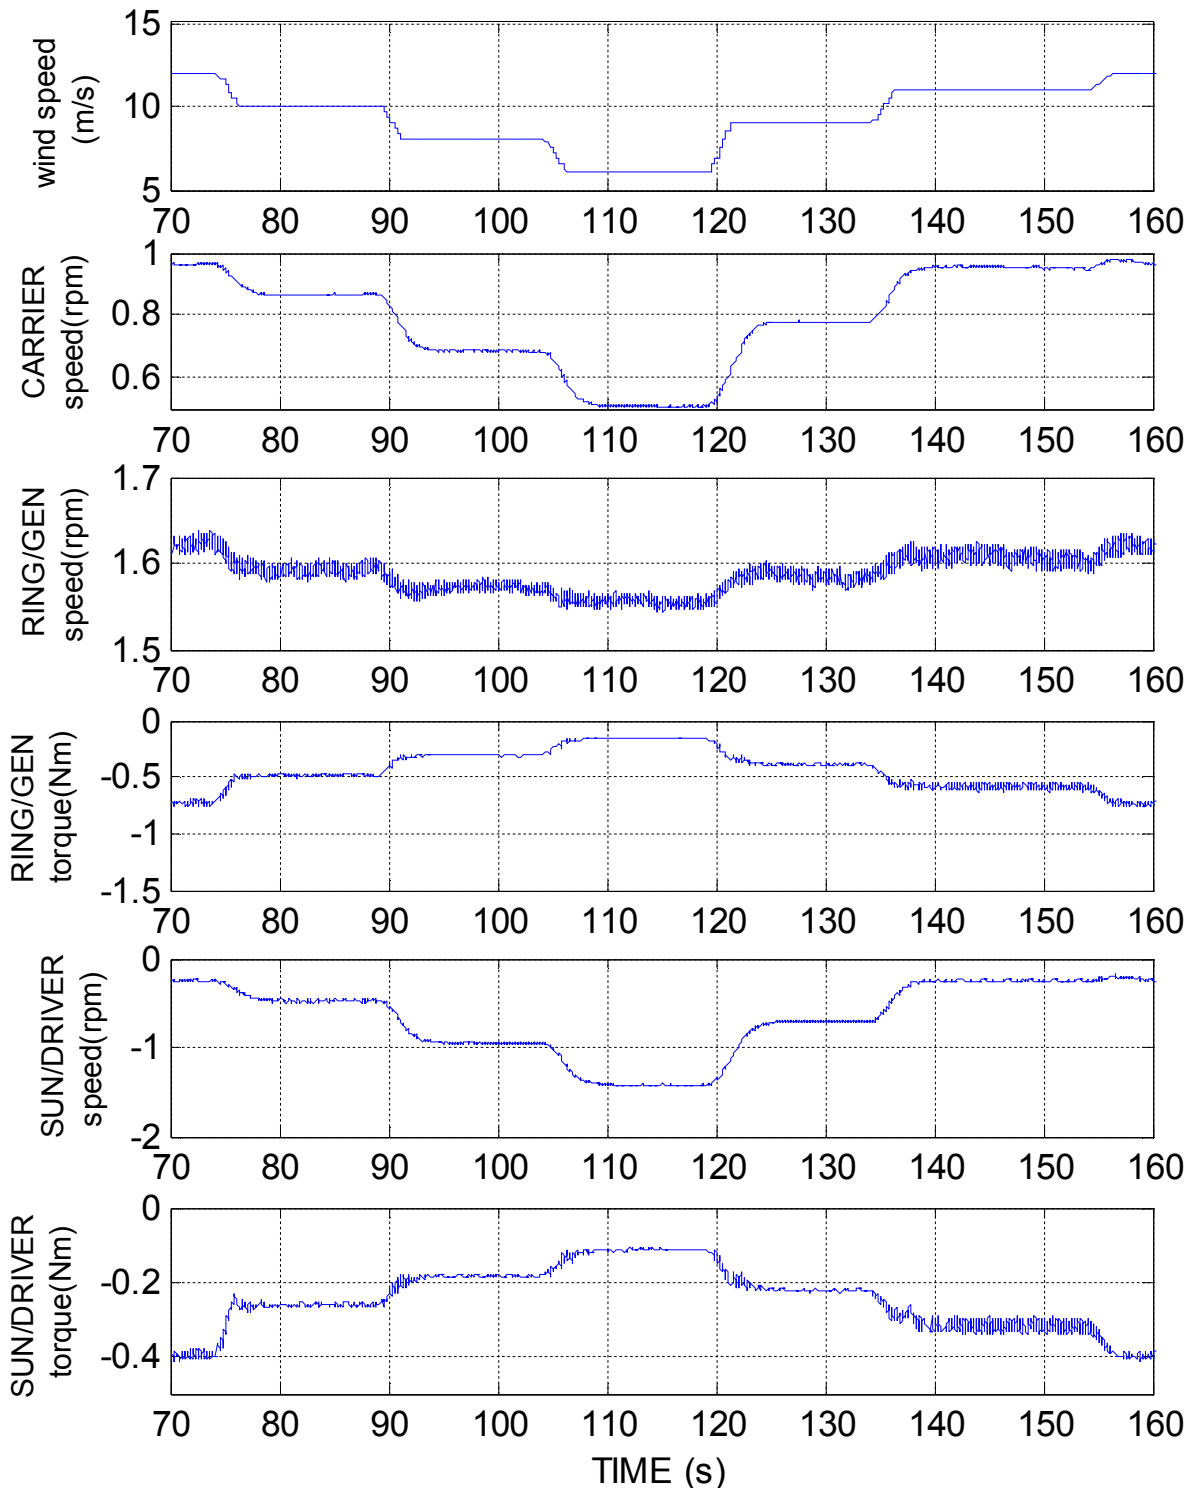 wind speed
(m/s)
15
10
5
70 80 90 100 110 120 130 140 150 160
CARRIER
speed(rpm)
1
0.8
0.6
70 80 90 100 110 120 130 140 150 160
RING/GEN
speed(rpm)
1.7
1.6
1.5
70 80 90 100 110 120 130 140 150 160
RING/GEN
torque(Nm)
0
-0.5
-1
-1.5
70 80 90 100 110 120 130 140 150 160
SUN/DRIVER
speed(rpm)
0
-1
-2
70 80 90 100 110 120 130 140 150 160
SUN/DRIVER
torque(Nm)
0
-0.2
-0.4
70 80 90 100 110 120 130 140 150 160
TIME (s)